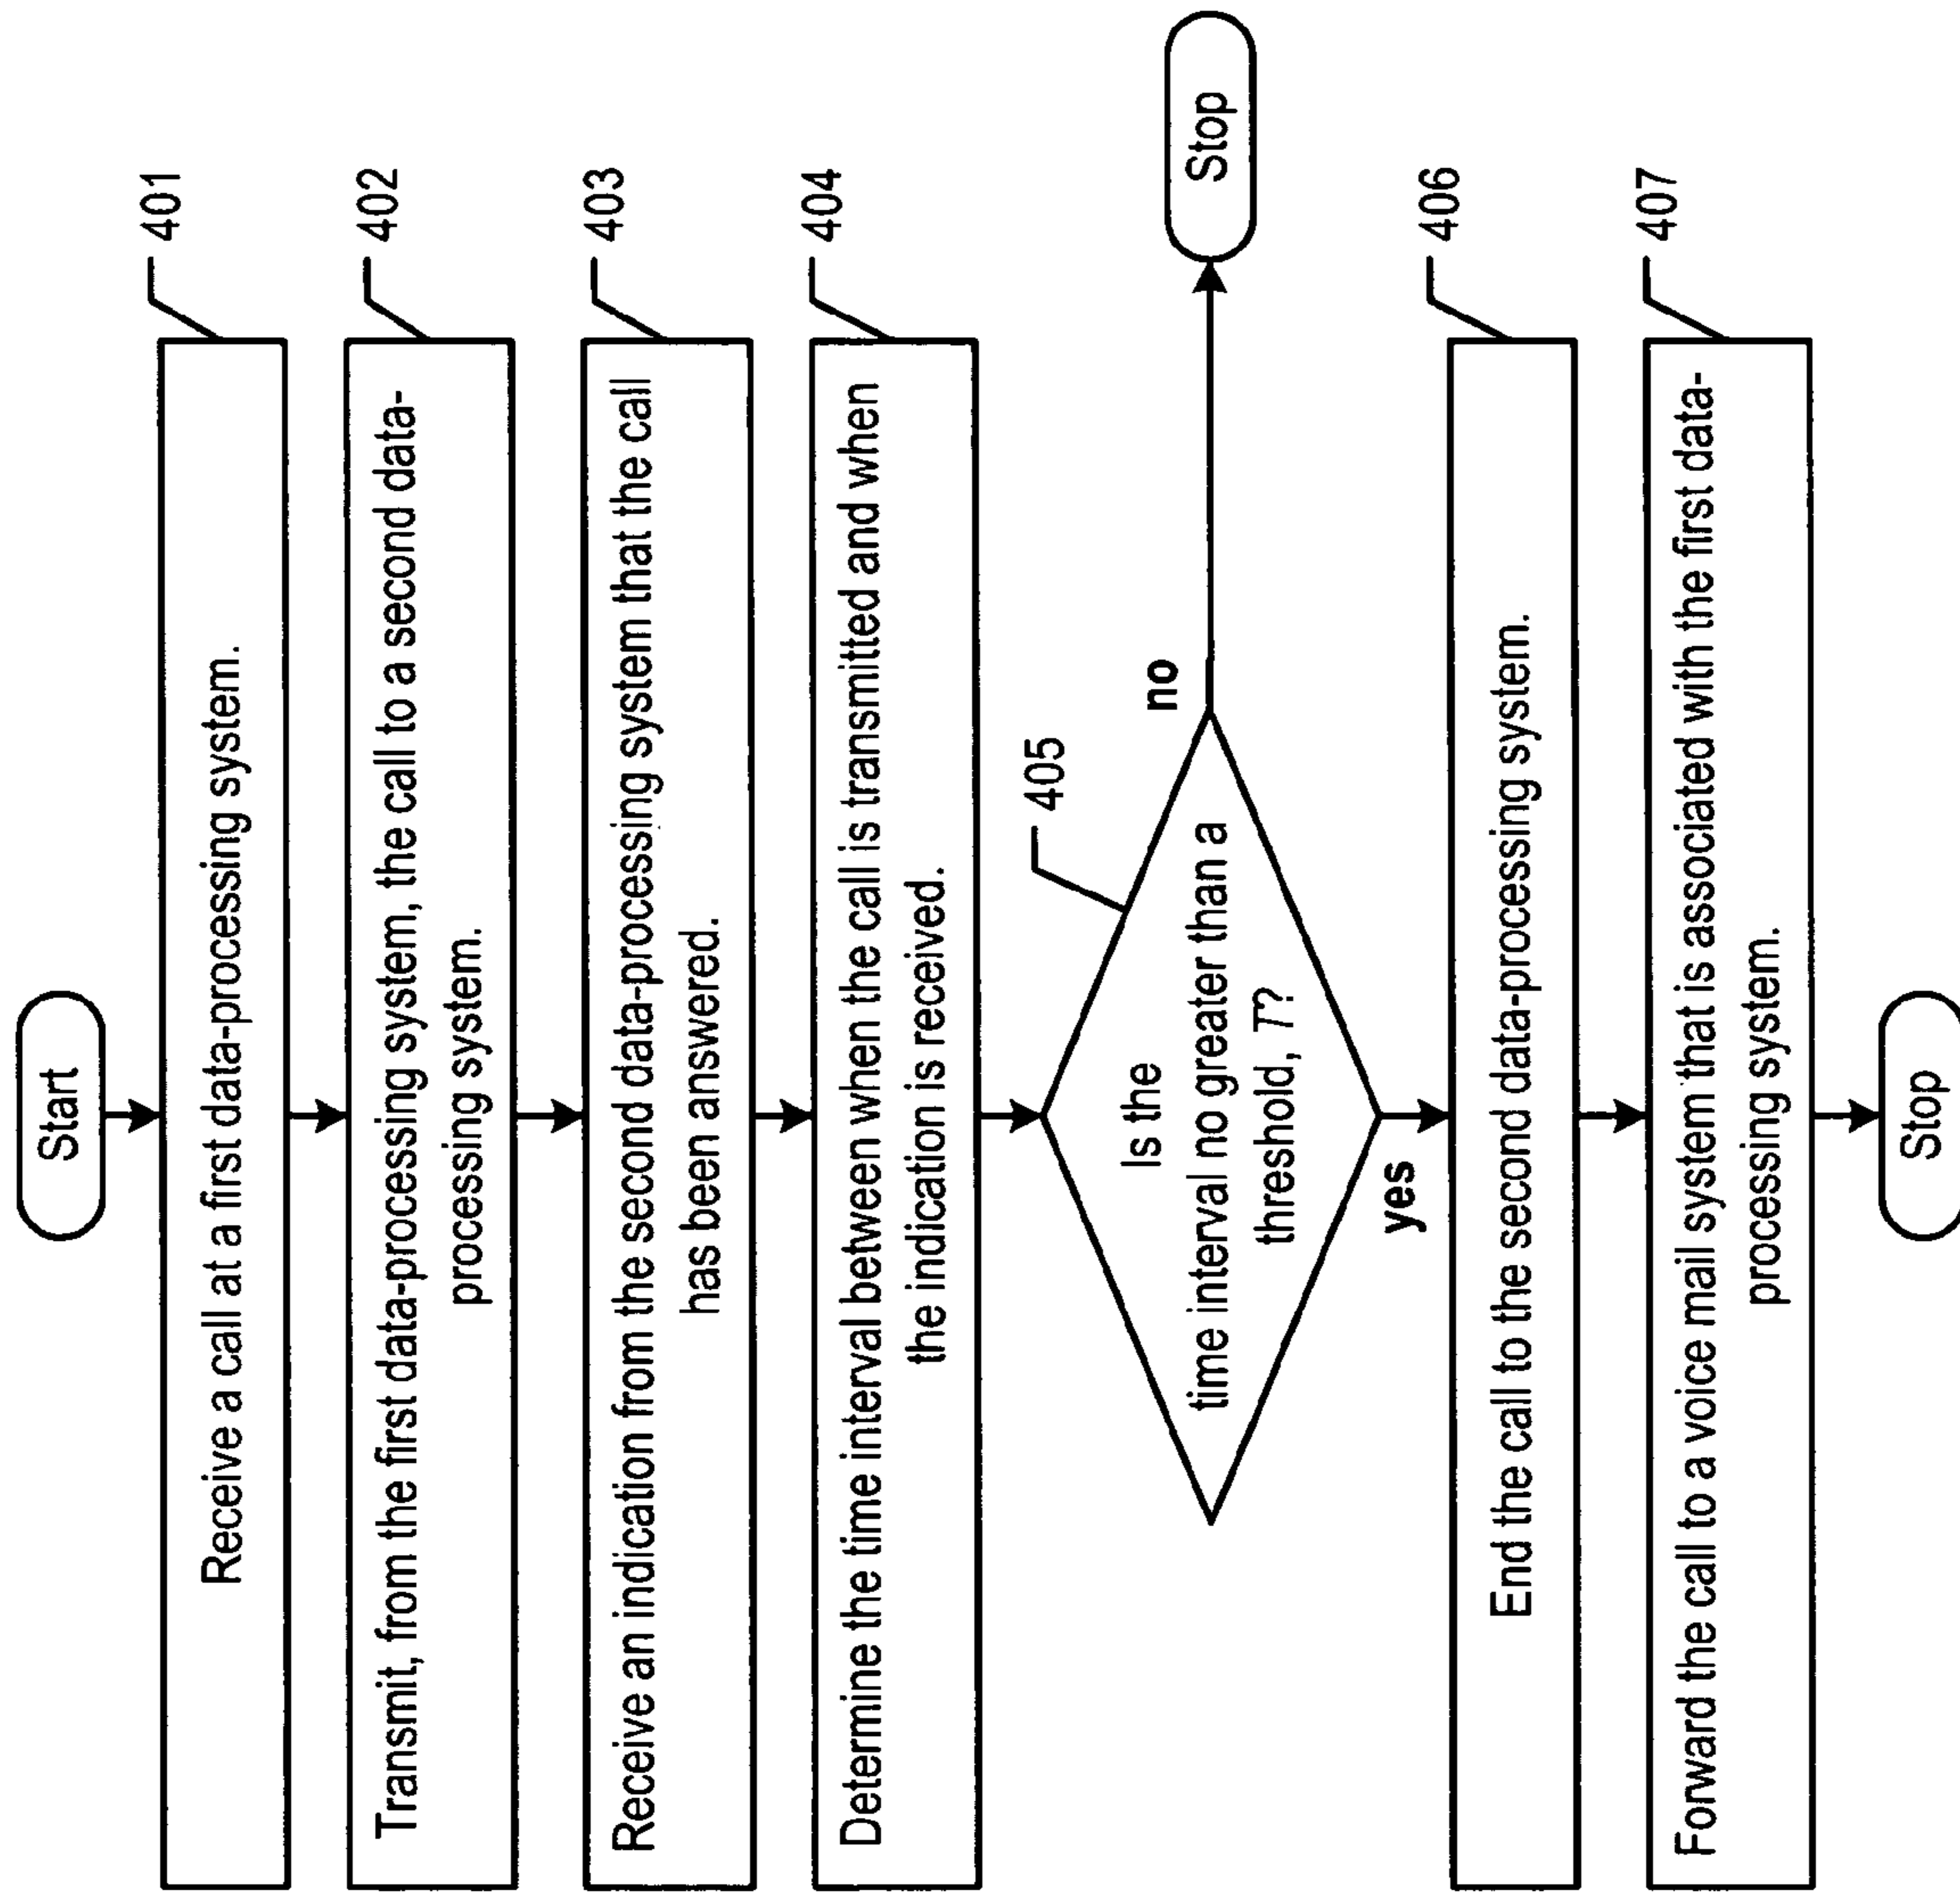 Start
401
Receive a call at a first data-processing system.
402
Transmit, from the first data-processing system, the call to a second data-
processing system.
403
Receive an indication from the second data-processing system that the call
has been answered.
404
Determine the time interval between when the call is transmitted and when
the indication is received.
405
Is the
time interval no greater than a
threshold, T?
no
Stop
yes
406
End the call to the second data-processing system.
407
Forward the call to a voice mail system that is associated with the first data-
processing system.
Stop